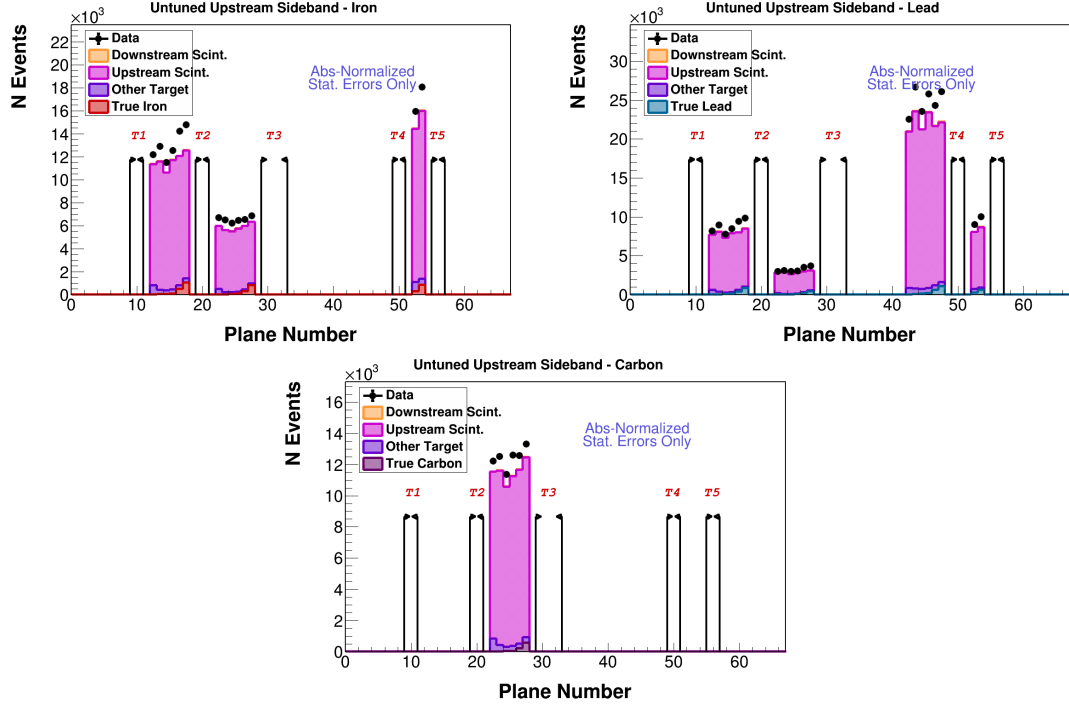 Untuned Upstream Sideband - Iron
×10³
N Events
22
20
18
16
14
12
10
8
6
4
2
0
Data
Downstream Scint.
Upstream Scint.
Other Target
True Iron
Abs-Normalized
Stat. Errors Only
T1
T2
T3
T4
T5
0 10 20 30 40 50 60
Plane Number
Untuned Upstream Sideband - Lead
×10³
N Events
30
25
20
15
10
5
0
Data
Downstream Scint.
Upstream Scint.
Other Target
True Lead
Abs-Normalized
Stat. Errors Only
T1
T2
T3
T4
T5
0 10 20 30 40 50 60
Plane Number
Untuned Upstream Sideband - Carbon
×10³
N Events
16
14
12
10
8
6
4
2
0
Data
Downstream Scint.
Upstream Scint.
Other Target
True Carbon
Abs-Normalized
Stat. Errors Only
T1
T2
T3
T4
T5
0 10 20 30 40 50 60
Plane Number